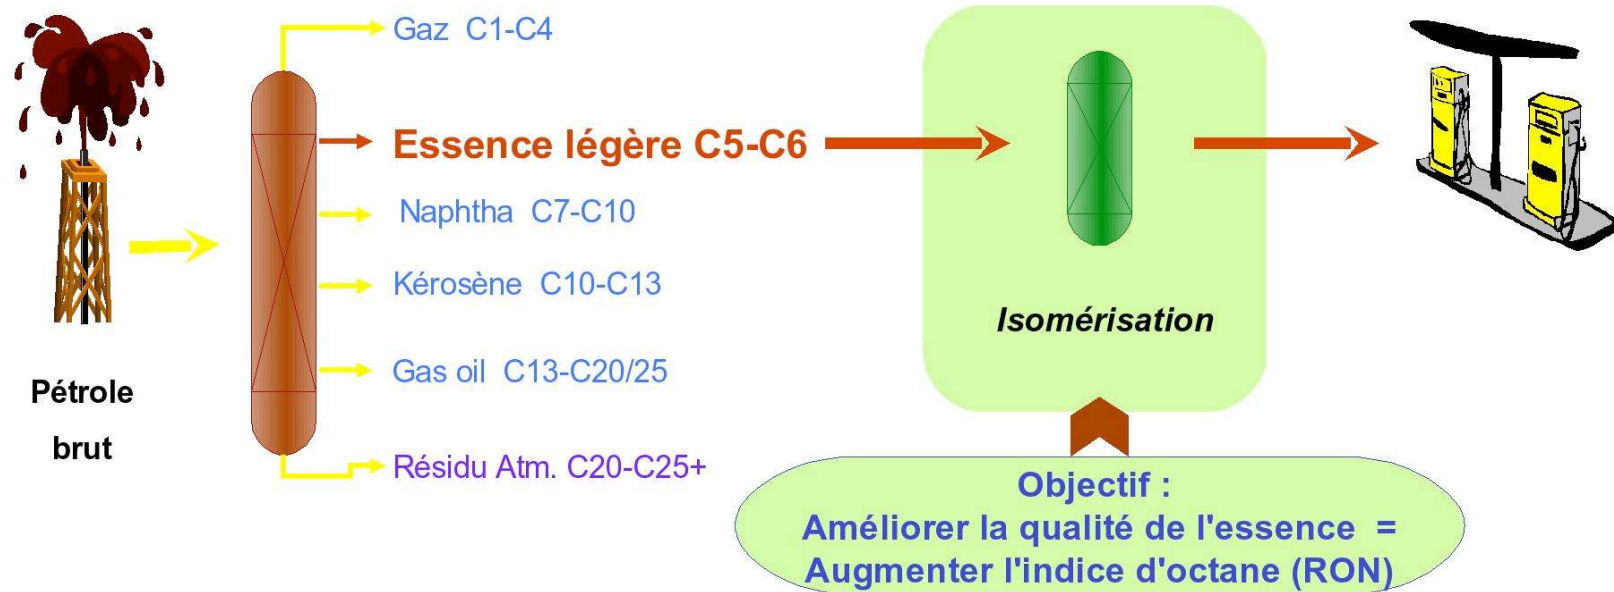 Gaz C1-C4
Essence légère C5-C6
Naphtha C7-C10
Kérosène C10-C13
Gas oil C13-C20/25
Résidu Atm. C20-C25+
Pétrole
brut
Isomérisation
Objectif :
Améliorer la qualité de l'essence =
Augmenter l'indice d'octane (RON)